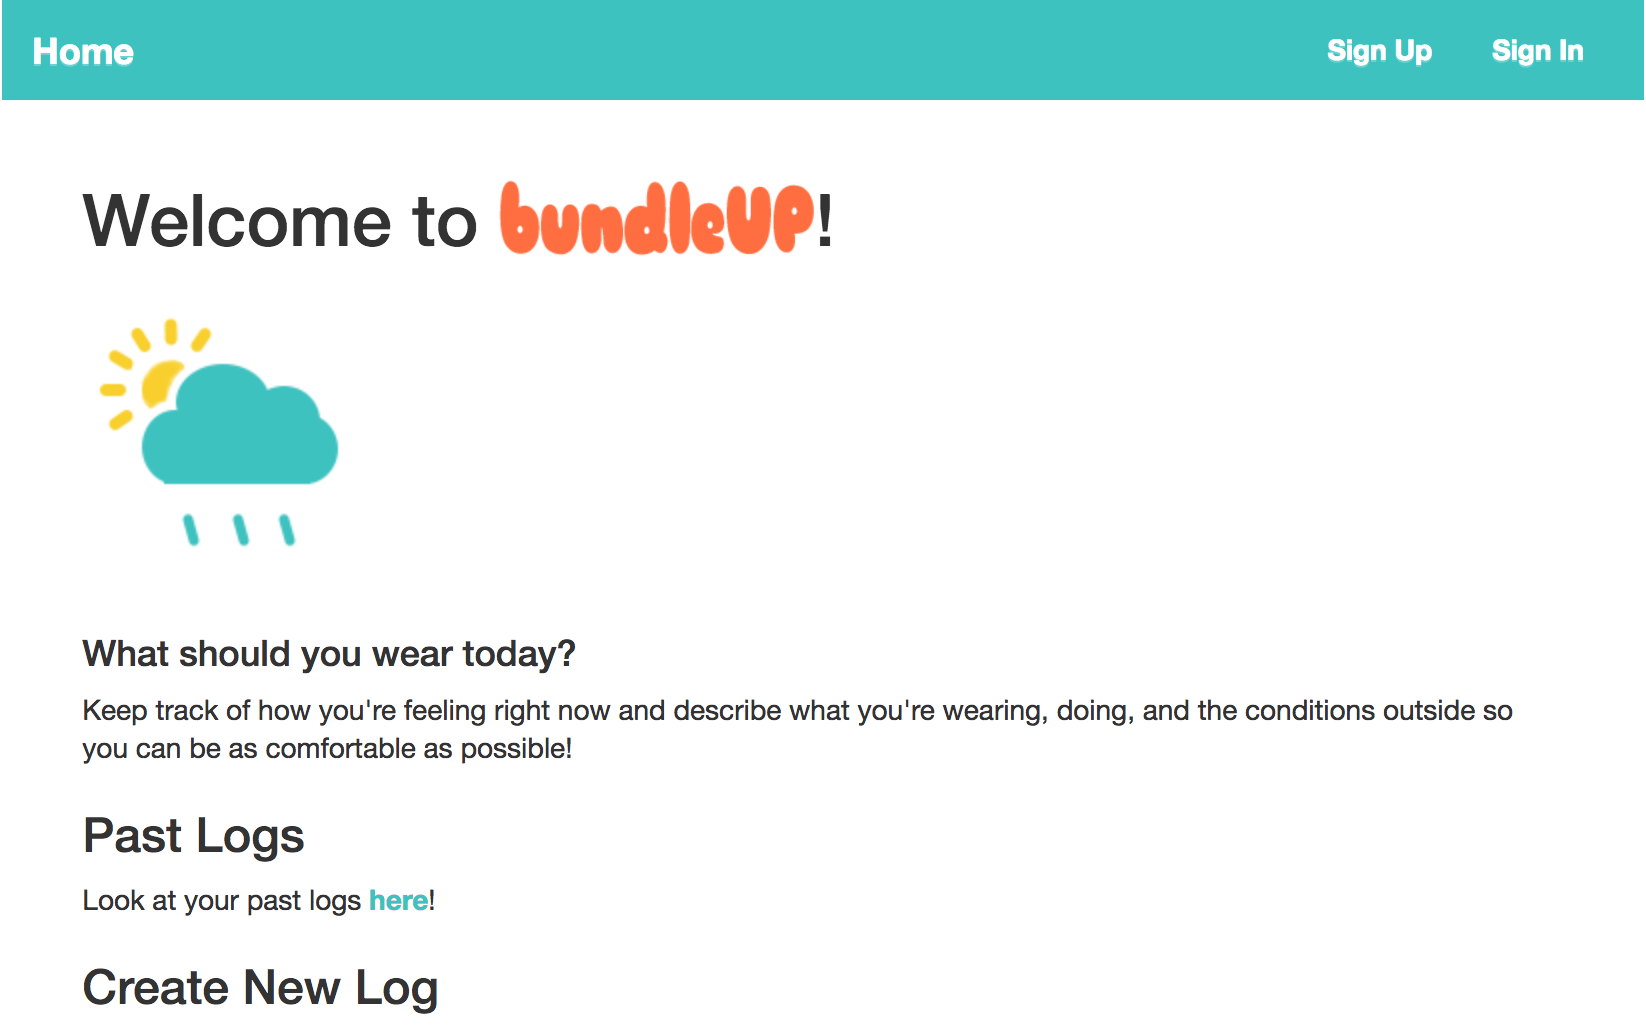 Home Sign Up Sign In
Welcome to bundleUP!
What should you wear today?
Keep track of how you're feeling right now and describe what you're wearing, doing, and the conditions outside so
you can be as comfortable as possible!
Past Logs
Look at your past logs here!
Create New Log